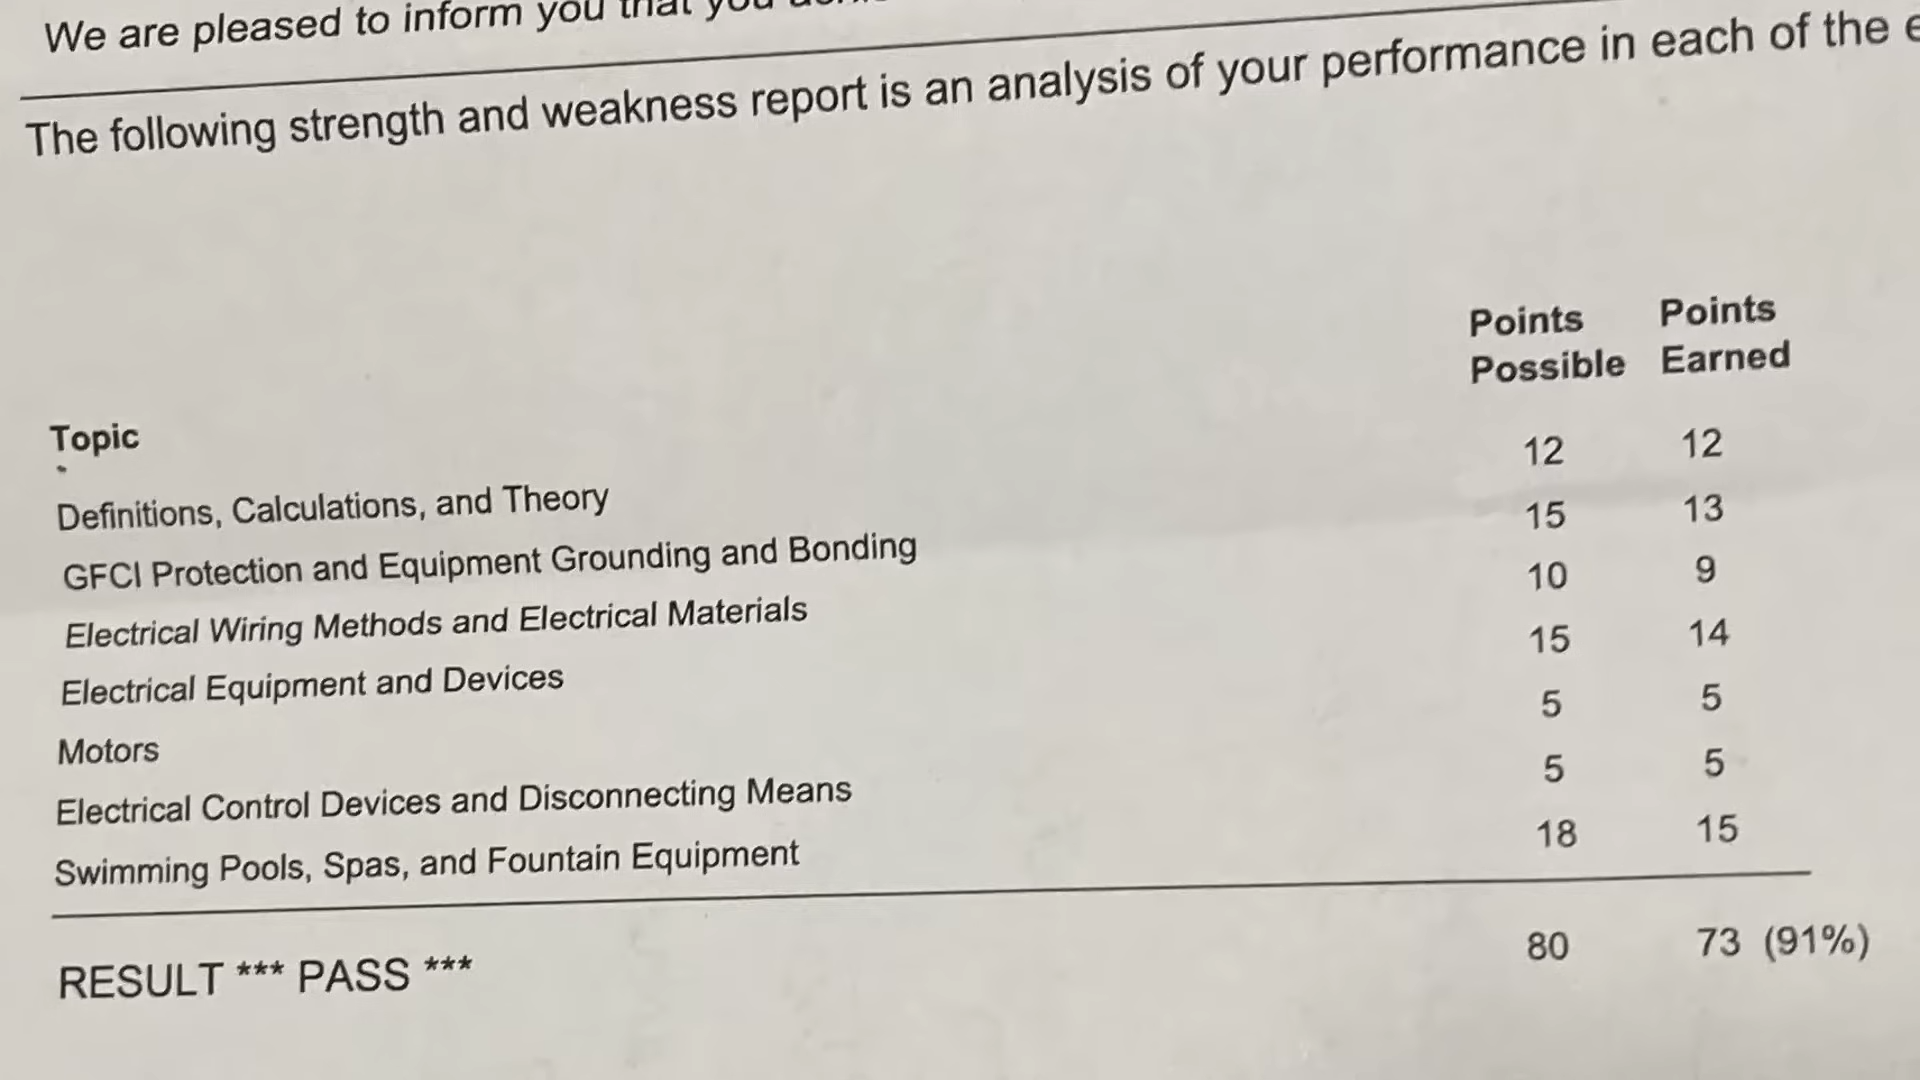 We are pleased to inform you that you
The following strength and weakness report is an analysis of your performance in each of the
Points Points
Possible Earned
Topic
Definitions, Calculations, and Theory 12 12
GFCI Protection and Equipment Grounding and Bonding 15 13
Electrical Wiring Methods and Electrical Materials 10 9
Electrical Equipment and Devices 15 14
Motors 5 5
Electrical Control Devices and Disconnecting Means 5 5
Swimming Pools, Spas, and Fountain Equipment 18 15
RESULT *** PASS *** 80 73 (91%)